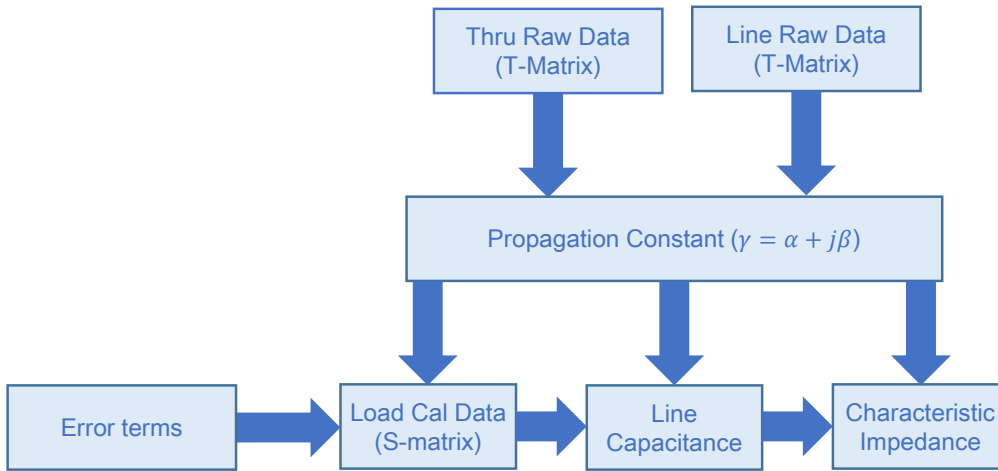 Thru Raw Data
(T-Matrix)
Line Raw Data
(T-Matrix)
Propagation Constant (𝛾 = 𝛼 + 𝑗𝛽)
Error terms
Load Cal Data
(S-matrix)
Line
Capacitance
Characteristic
Impedance